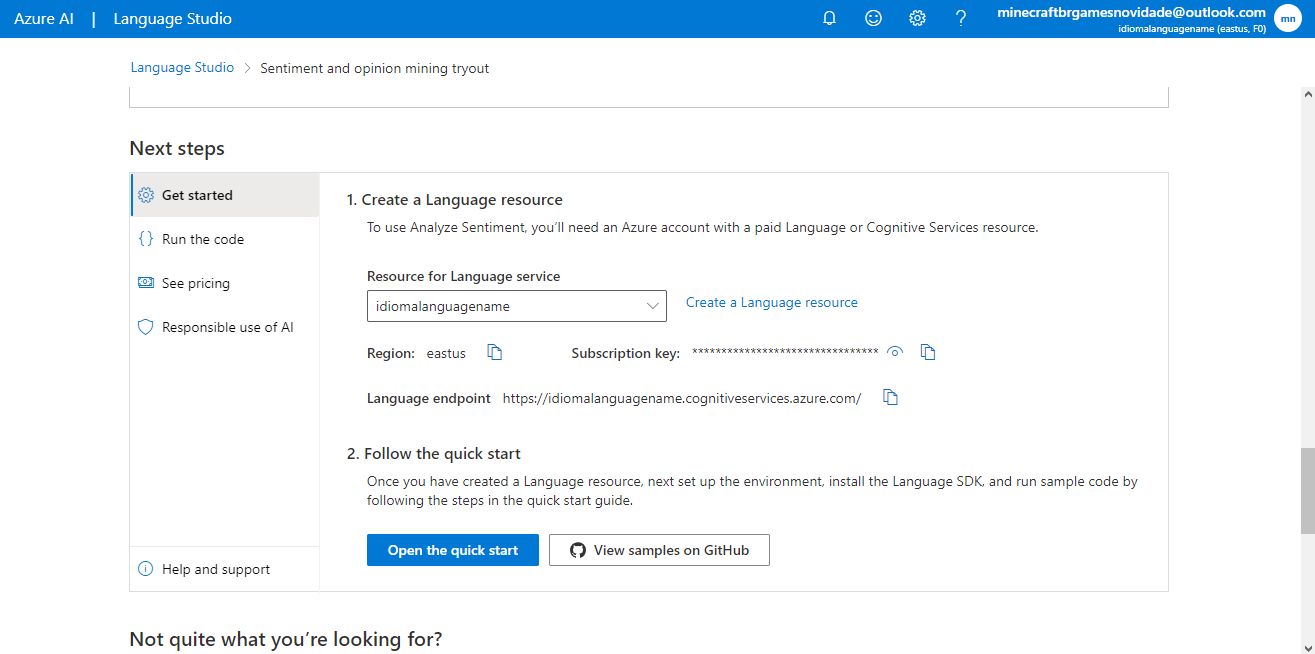 Azure AI | Language Studio
minecraftbrgamesnovidade@outlook.com
idiomalanguagename (eastus, F0)
mn
Language Studio > Sentiment and opinion mining tryout
Next steps
Get started
Run the code
See pricing
Responsible use of AI
Help and support
1. Create a Language resource
To use Analyze Sentiment, you’ll need an Azure account with a paid Language or Cognitive Services resource.
Resource for Language service
idiomalanguagename
Create a Language resource
Region: eastus
Subscription key: ********************************
Language endpoint https://idiomalanguagename.cognitiveservices.azure.com/
2. Follow the quick start
Once you have created a Language resource, next set up the environment, install the Language SDK, and run sample code by
following the steps in the quick start guide.
Open the quick start
View samples on GitHub
Not quite what you’re looking for?